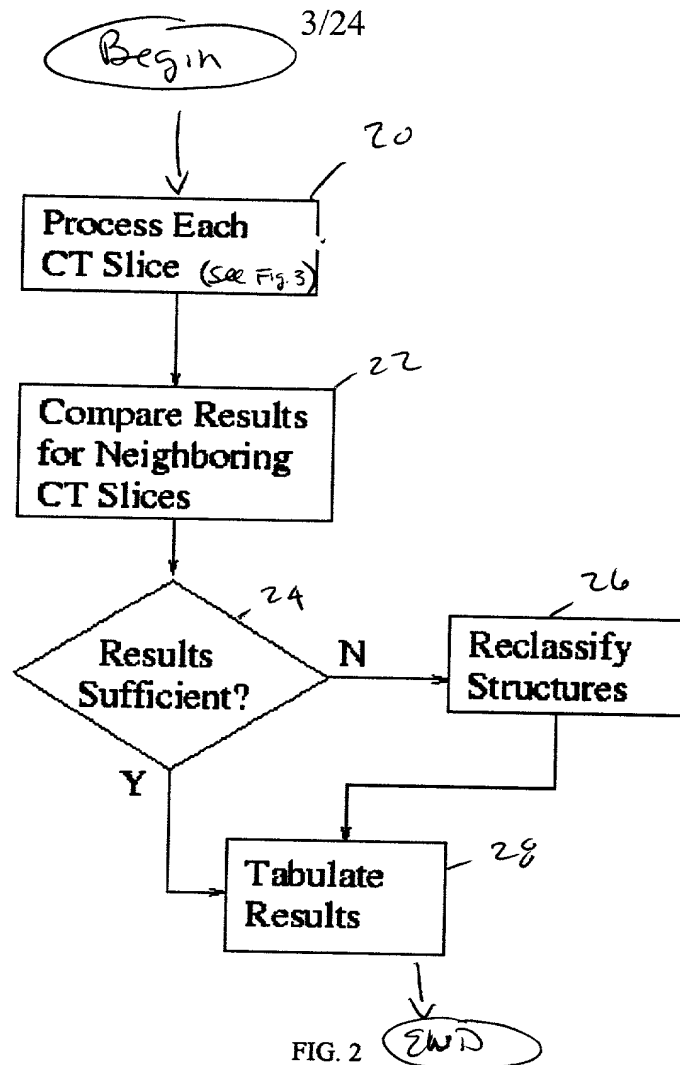 3/24
Begin
20
Process Each
CT Slice (See Fig. 3)
22
Compare Results
for Neighboring
CT Slices
24
Results
Sufficient?
N
26
Reclassify
Structures
Y
28
Tabulate
Results
FIG. 2
END